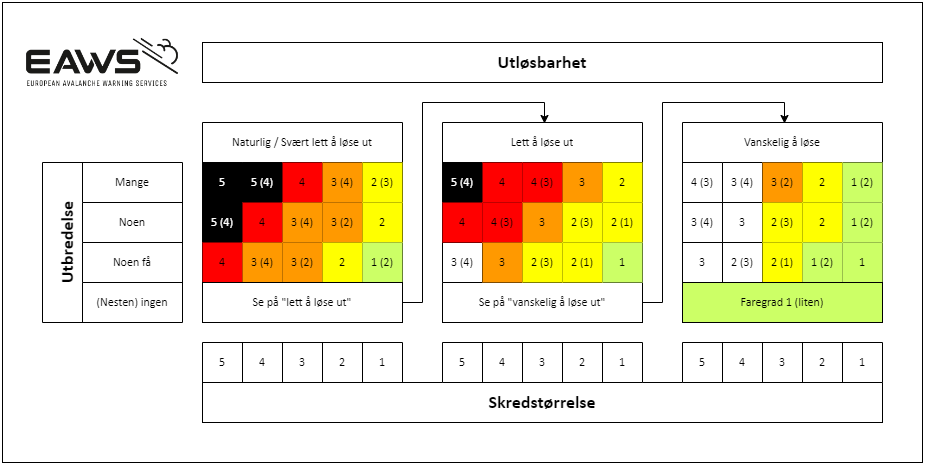 EAWS
EUROPEAN AVALANCHE WARNING SERVICES
Utløsbarhet
Naturlig / Svært lett å løse ut
Lett å løse ut
Vanskelig å løse
Utbredelse
Mange
5 5 (4) 4 3 (4) 2 (3)
5 (4) 4 4 (3) 3 2
4 (3) 3 (4) 3 (2) 2 1 (2)
Noen
5 (4) 4 3 (4) 3 (2) 2
4 4 (3) 3 2 (3) 2 (1)
3 (4) 3 2 (3) 2 1 (2)
Noen få
4 3 (4) 3 (2) 2 1 (2)
3 (4) 3 2 (3) 2 (1) 1
3 2 (3) 2 (1) 1 (2) 1
(Nesten) ingen
Se på "lett å løse ut"
Se på "vanskelig å løse ut"
Faregrad 1 (liten)
5 4 3 2 1
5 4 3 2 1
5 4 3 2 1
Skredstørrelse